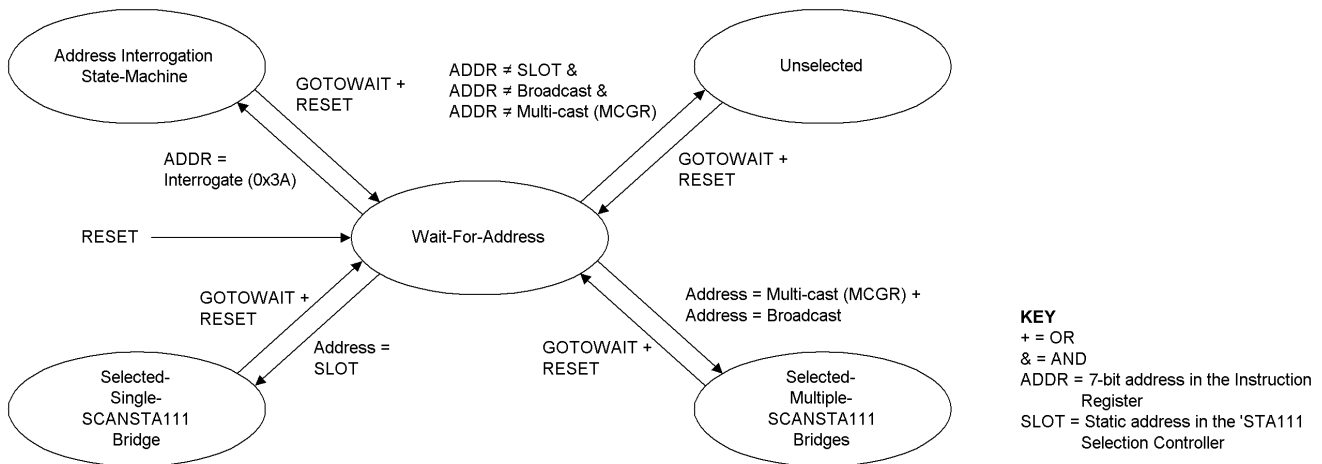 Address Interrogation
State-Machine
GOTOWAIT +
RESET
ADDR =
Interrogate (0x3A)
ADDR ≠ SLOT &
ADDR ≠ Broadcast &
ADDR ≠ Multi-cast (MCGR)
Unselected
GOTOWAIT +
RESET
RESET
Wait-For-Address
GOTOWAIT +
RESET
Address =
SLOT
Selected-
Single-
SCANSTA111
Bridge
Address = Multi-cast (MCGR) +
Address = Broadcast
GOTOWAIT +
RESET
Selected-
Multiple-
SCANSTA111
Bridges
KEY
+ = OR
& = AND
ADDR = 7-bit address in the Instruction
Register
SLOT = Static address in the 'STA111
Selection Controller